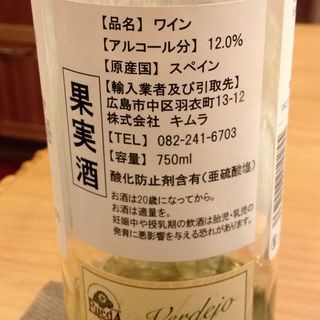 【品名】ワイン
【アルコール分】12.0%
【原産国】スペイン
【輸入業者及び引取先】
広島市中区羽衣町13-12
株式会社 キムラ
【TEL】 082-241-6703
【容量】 750ml
酸化防止剤含有(亜硫酸塩)
お酒は20歳になってから。
お酒は適量を。
妊娠中や授乳期の飲酒は胎児・乳児の
発育に悪影響を与える恐れがあります。
果実酒
Rueda
Verdejo